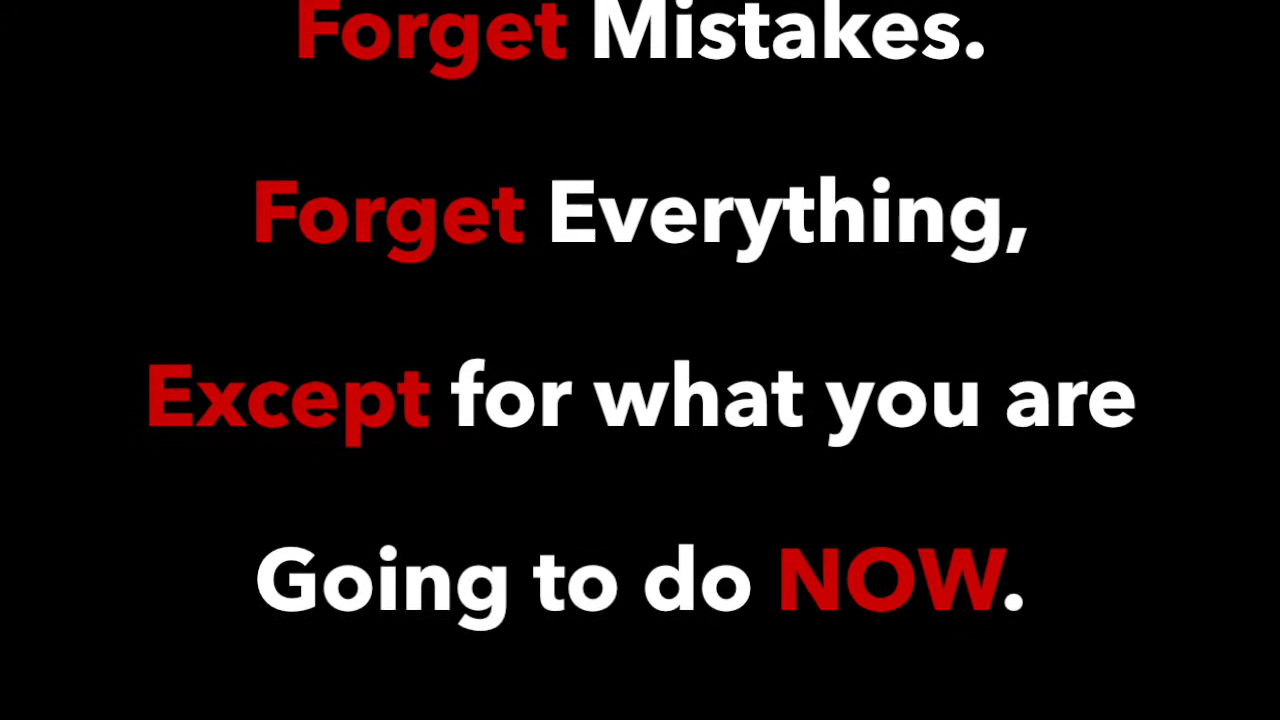 Forget Mistakes.
Forget Everything,
Except for what you are
Going to do NOW.